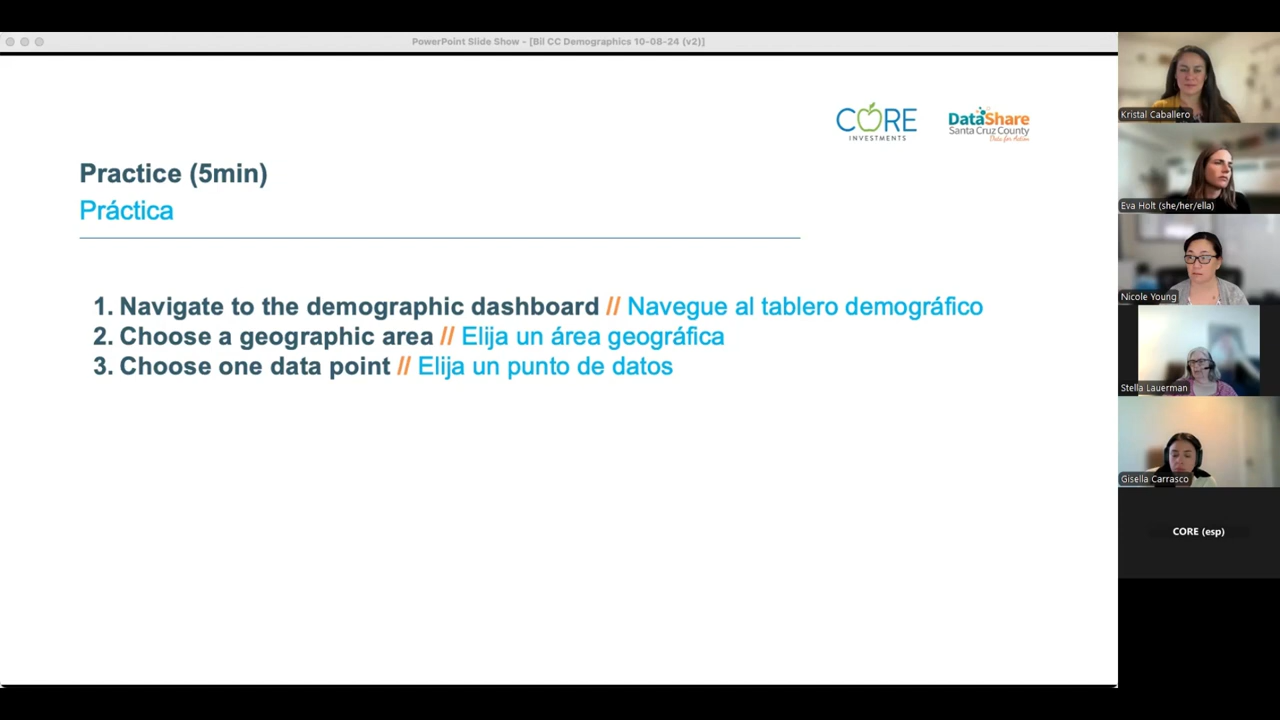 PowerPoint Slide Show - [Bil CC Demographics 10-08-24 (v2)]
CORE
INVESTMENTS
DataShare
Santa Cruz County
Data for Action
Practice (5min)
Práctica
1. Navigate to the demographic dashboard // Navegue al tablero demográfico
2. Choose a geographic area // Elija un área geográfica
3. Choose one data point // Elija un punto de datos
Kristal Caballero
Eva Holt (she/her/ella)
Nicole Young
Stella Lauerman
Gisella Carrasco
CORE (esp)